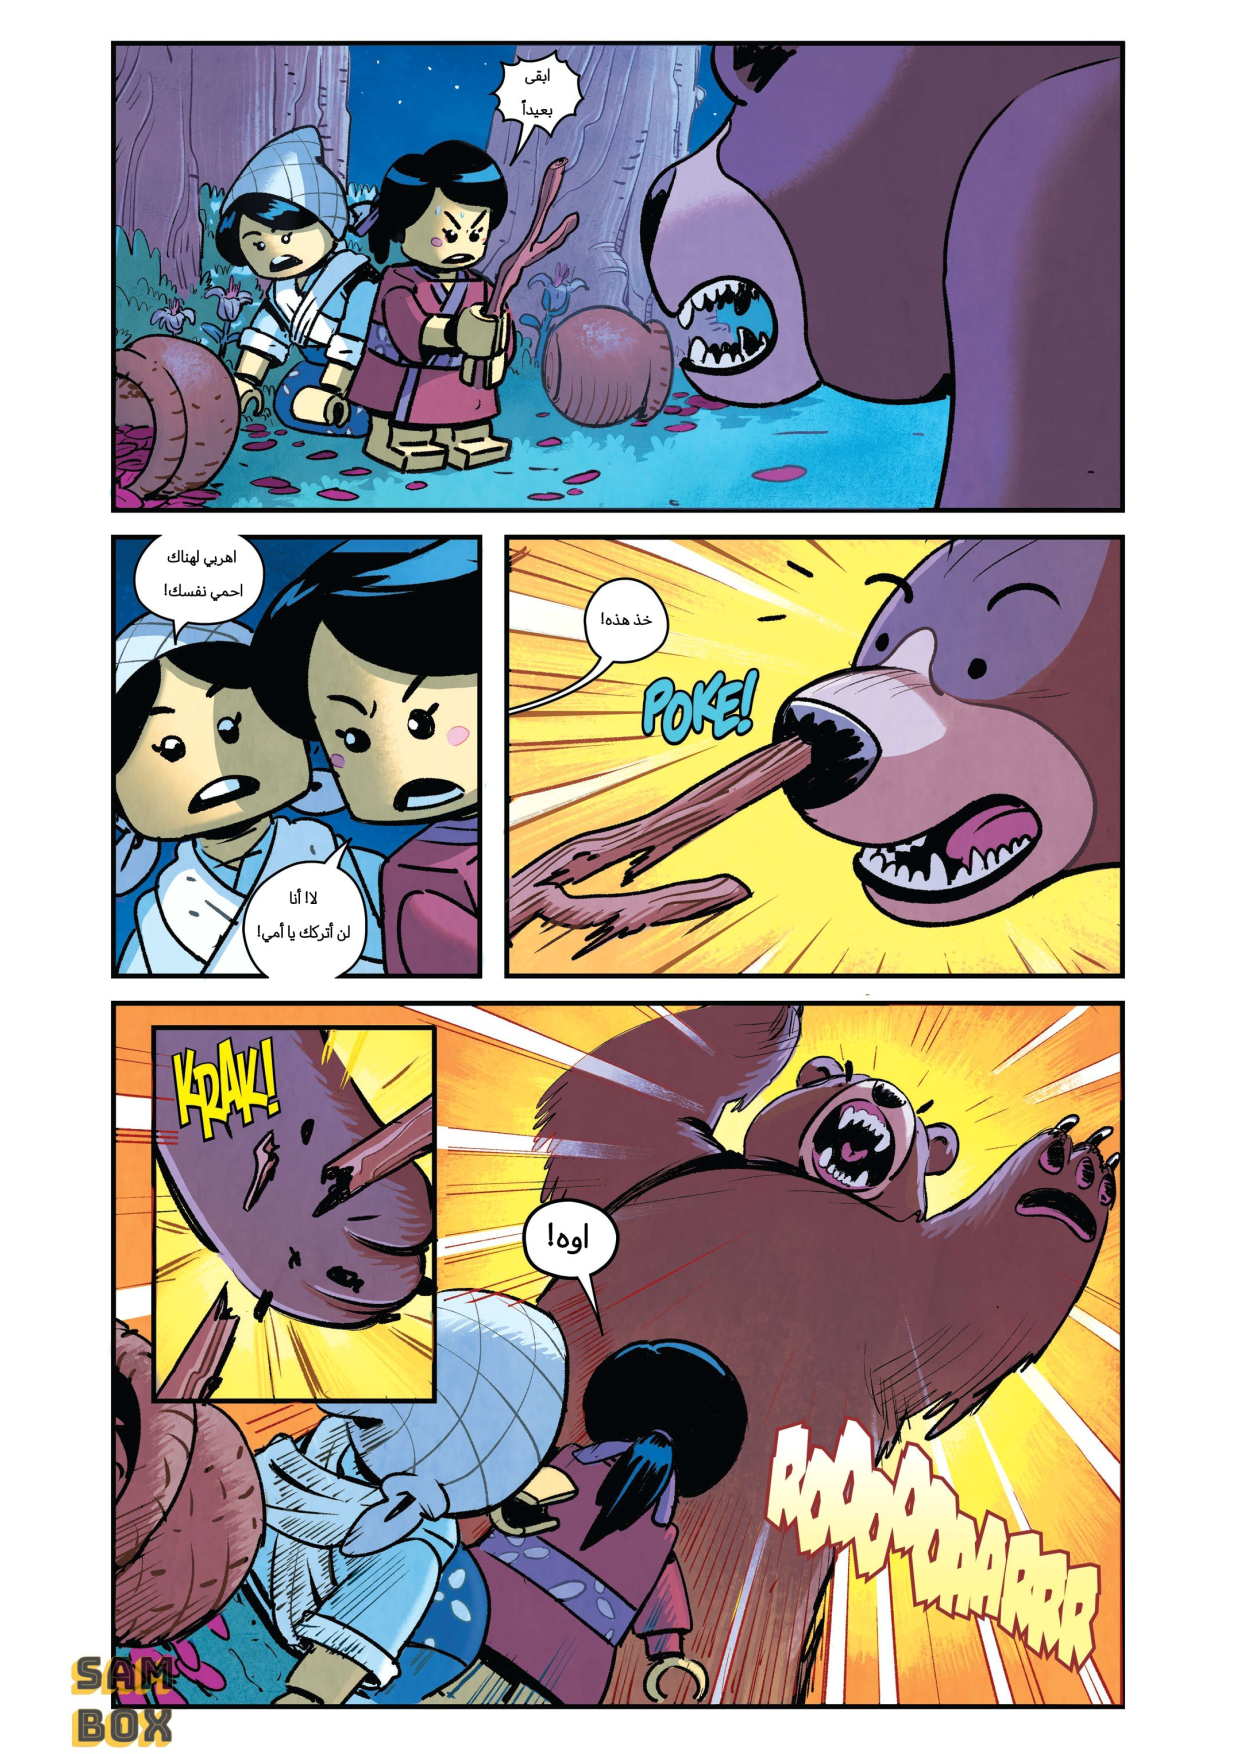 ابقى
بعيداً
اهربي لهناك
احمي نفسك!
لا! أنا
لن أتركك يا أمي!
خذ هذه!
POKE!
KRAK!
اوه!
ROOOOOAARRR
SAM
BOX